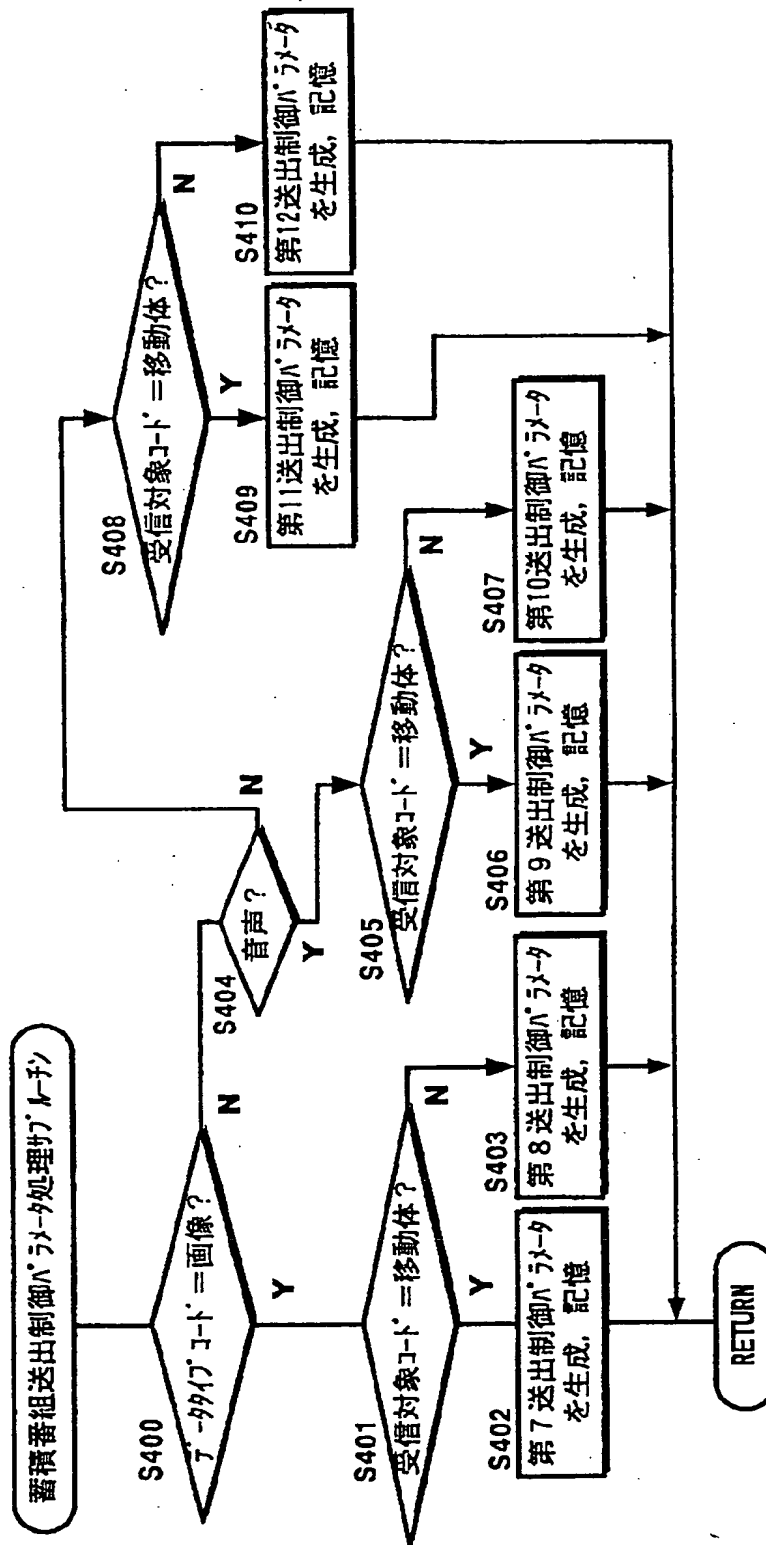 蓄積番組送出制御パラメータ処理サブルーチン
S400
データタイプコード=画像?
N
Y
S401
受信対象コード=移動体?
N
Y
S402
第7送出制御パラメータ
を生成,記憶
S403
第8送出制御パラメータ
を生成,記憶
S404
音声?
N
Y
S405
受信対象コード=移動体?
N
Y
S406
第9送出制御パラメータ
を生成,記憶
S407
第10送出制御パラメータ
を生成,記憶
S408
受信対象コード=移動体?
N
Y
S409
第11送出制御パラメータ
を生成,記憶
S410
第12送出制御パラメータ
を生成,記憶
RETURN